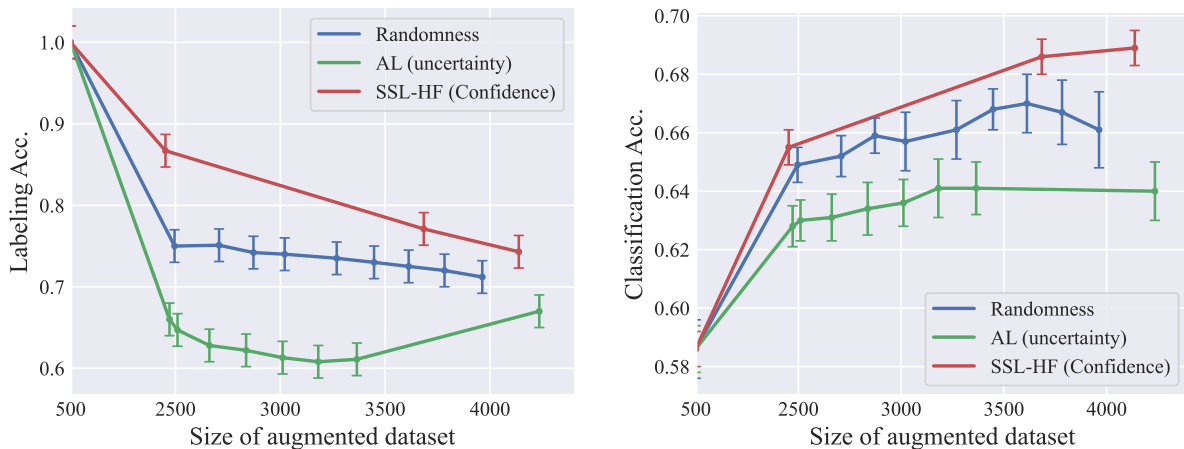 Labeling Acc.
1.0
0.9
0.8
0.7
0.6
500
2500
3000
3500
4000
Size of augmented dataset
Randomness
AL (uncertainty)
SSL-HF (Confidence)
Classification Acc.
0.70
0.68
0.66
0.64
0.62
0.60
0.58
500
2500
3000
3500
4000
Size of augmented dataset
Randomness
AL (uncertainty)
SSL-HF (Confidence)